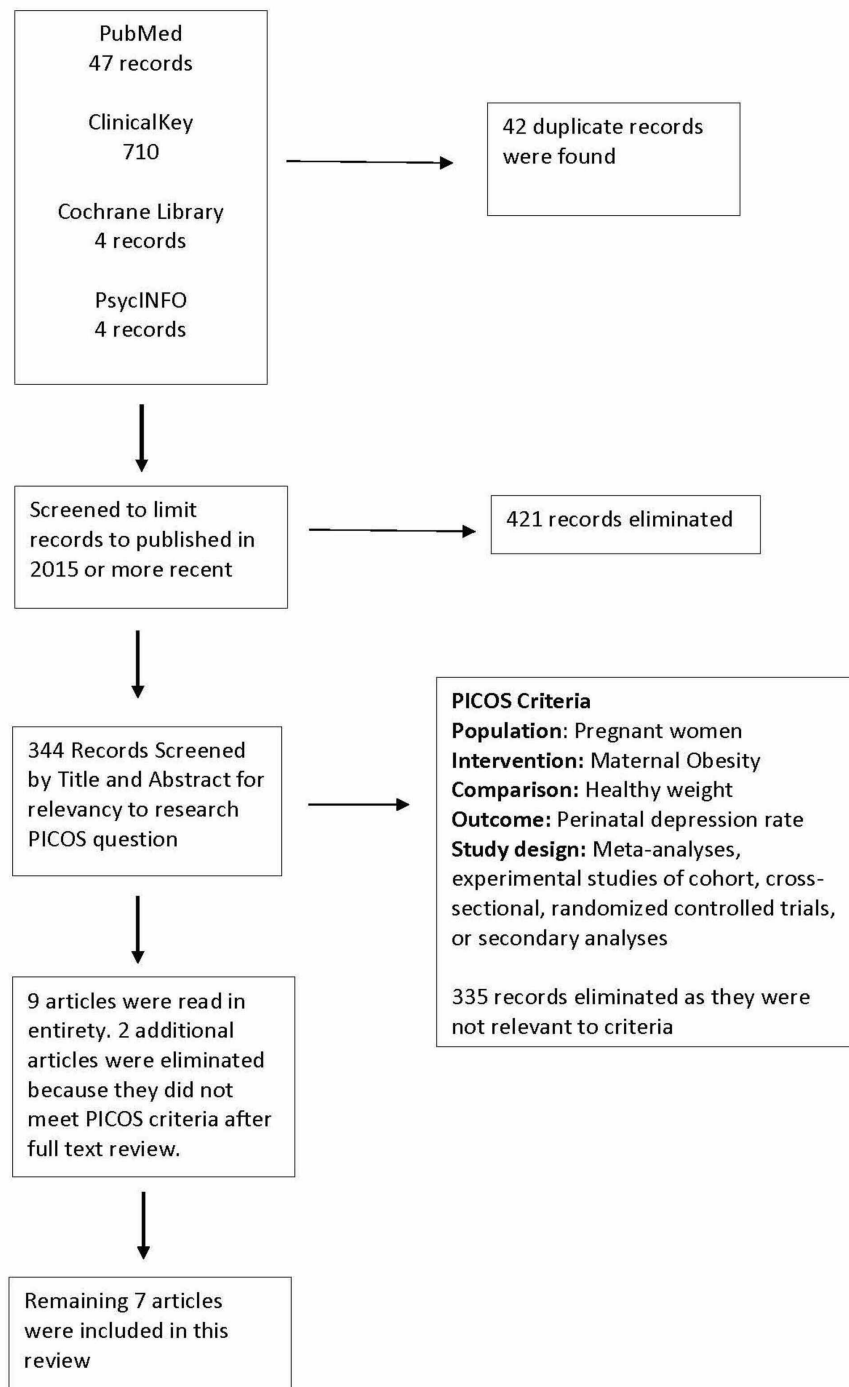 PubMed
47 records
ClinicalKey
710
Cochrane Library
4 records
PsycINFO
4 records
42 duplicate records
were found
Screened to limit
records to published in
2015 or more recent
421 records eliminated
344 Records Screened
by Title and Abstract for
relevancy to research
PICOS question
PICOS Criteria
Population: Pregnant women
Intervention: Maternal Obesity
Comparison: Healthy weight
Outcome: Perinatal depression rate
Study design: Meta-analyses,
experimental studies of cohort, cross-
sectional, randomized controlled trials,
or secondary analyses
335 records eliminated as they were
not relevant to criteria
9 articles were read in
entirety. 2 additional
articles were eliminated
because they did not
meet PICOS criteria after
full text review.
Remaining 7 articles
were included in this
review